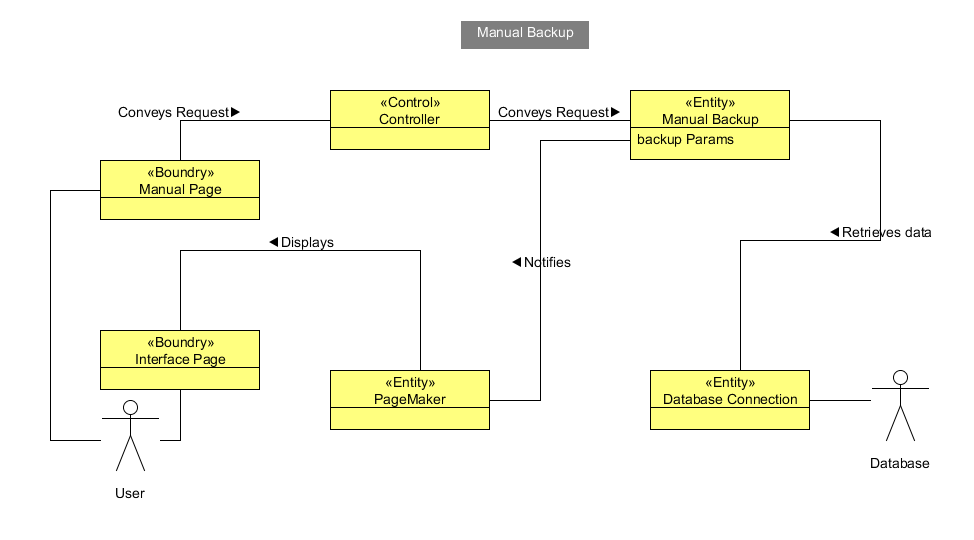 Manual Backup
Conveys Request▶
«Control»
Controller
Conveys Request▶
«Entity»
Manual Backup
backup Params
«Boundry»
Manual Page
◀Displays
◀Notifies
◀Retrieves data
«Boundry»
Interface Page
«Entity»
PageMaker
«Entity»
Database Connection
User
Database